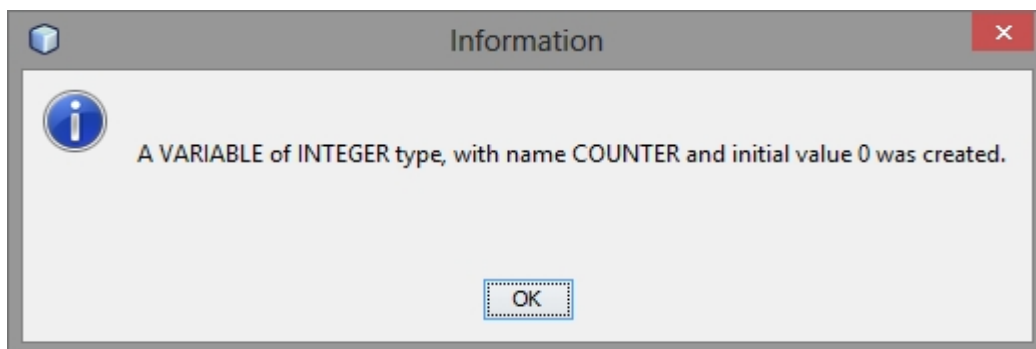 Information
A VARIABLE of INTEGER type, with name COUNTER and initial value 0 was created.
OK